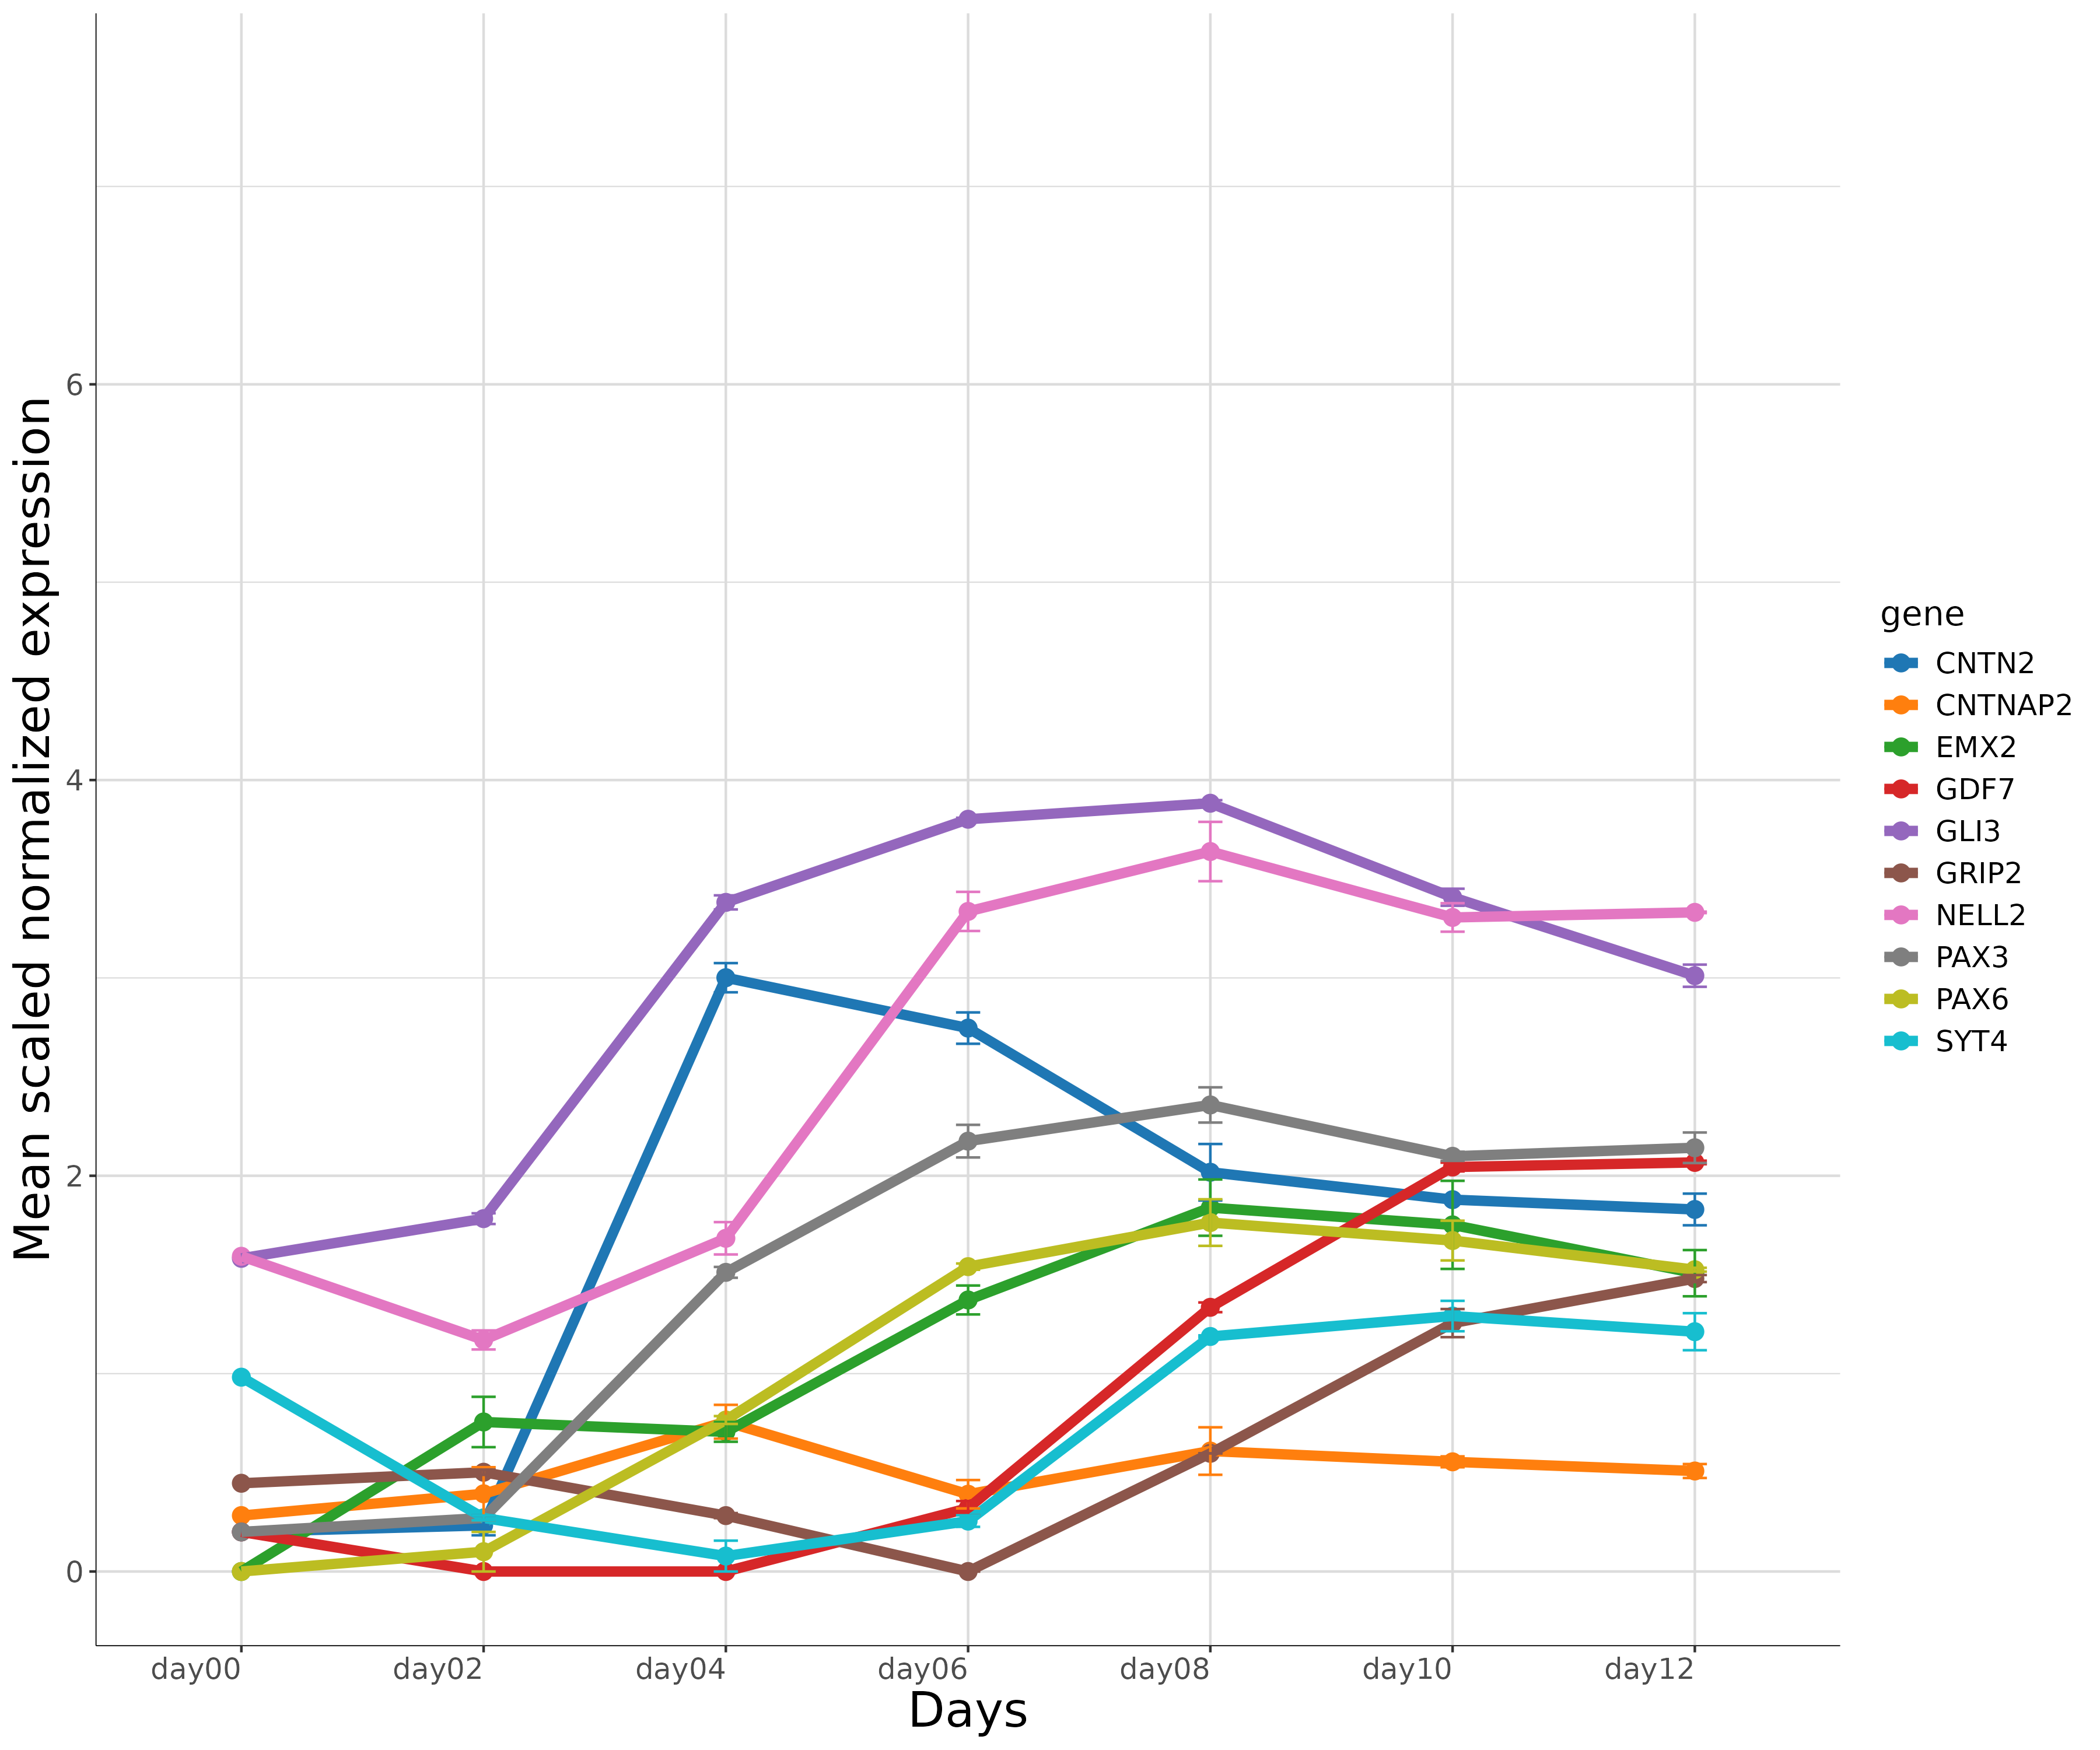 Mean scaled normalized expression
6
4
2
0
day00
day02
day04
day06
day08
day10
day12
Days
gene
CNTN2
CNTNAP2
EMX2
GDF7
GLI3
GRIP2
NELL2
PAX3
PAX6
SYT4